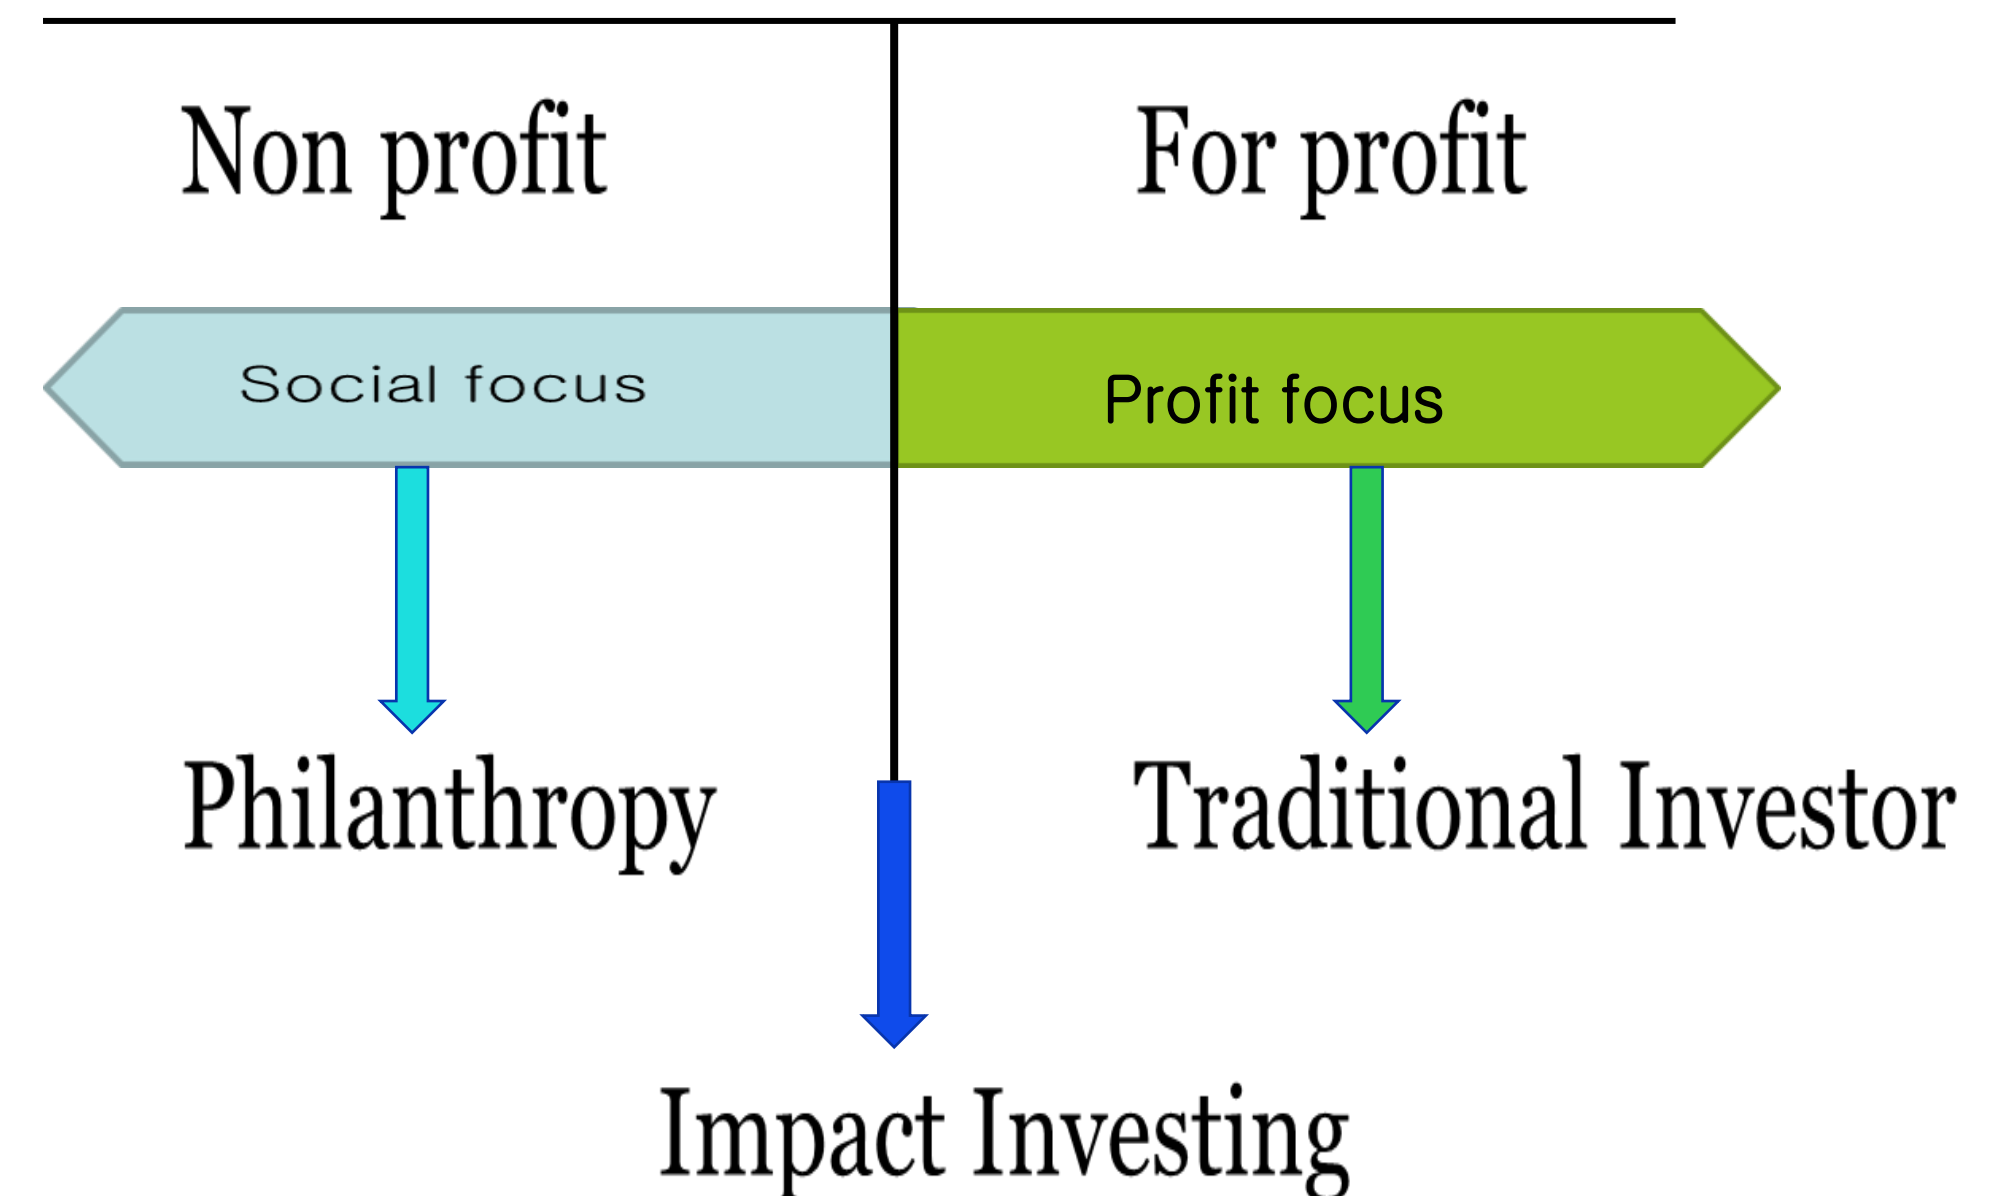 Non profit
For profit
Social focus
Profit focus
Philanthropy
Traditional Investor
Impact Investing